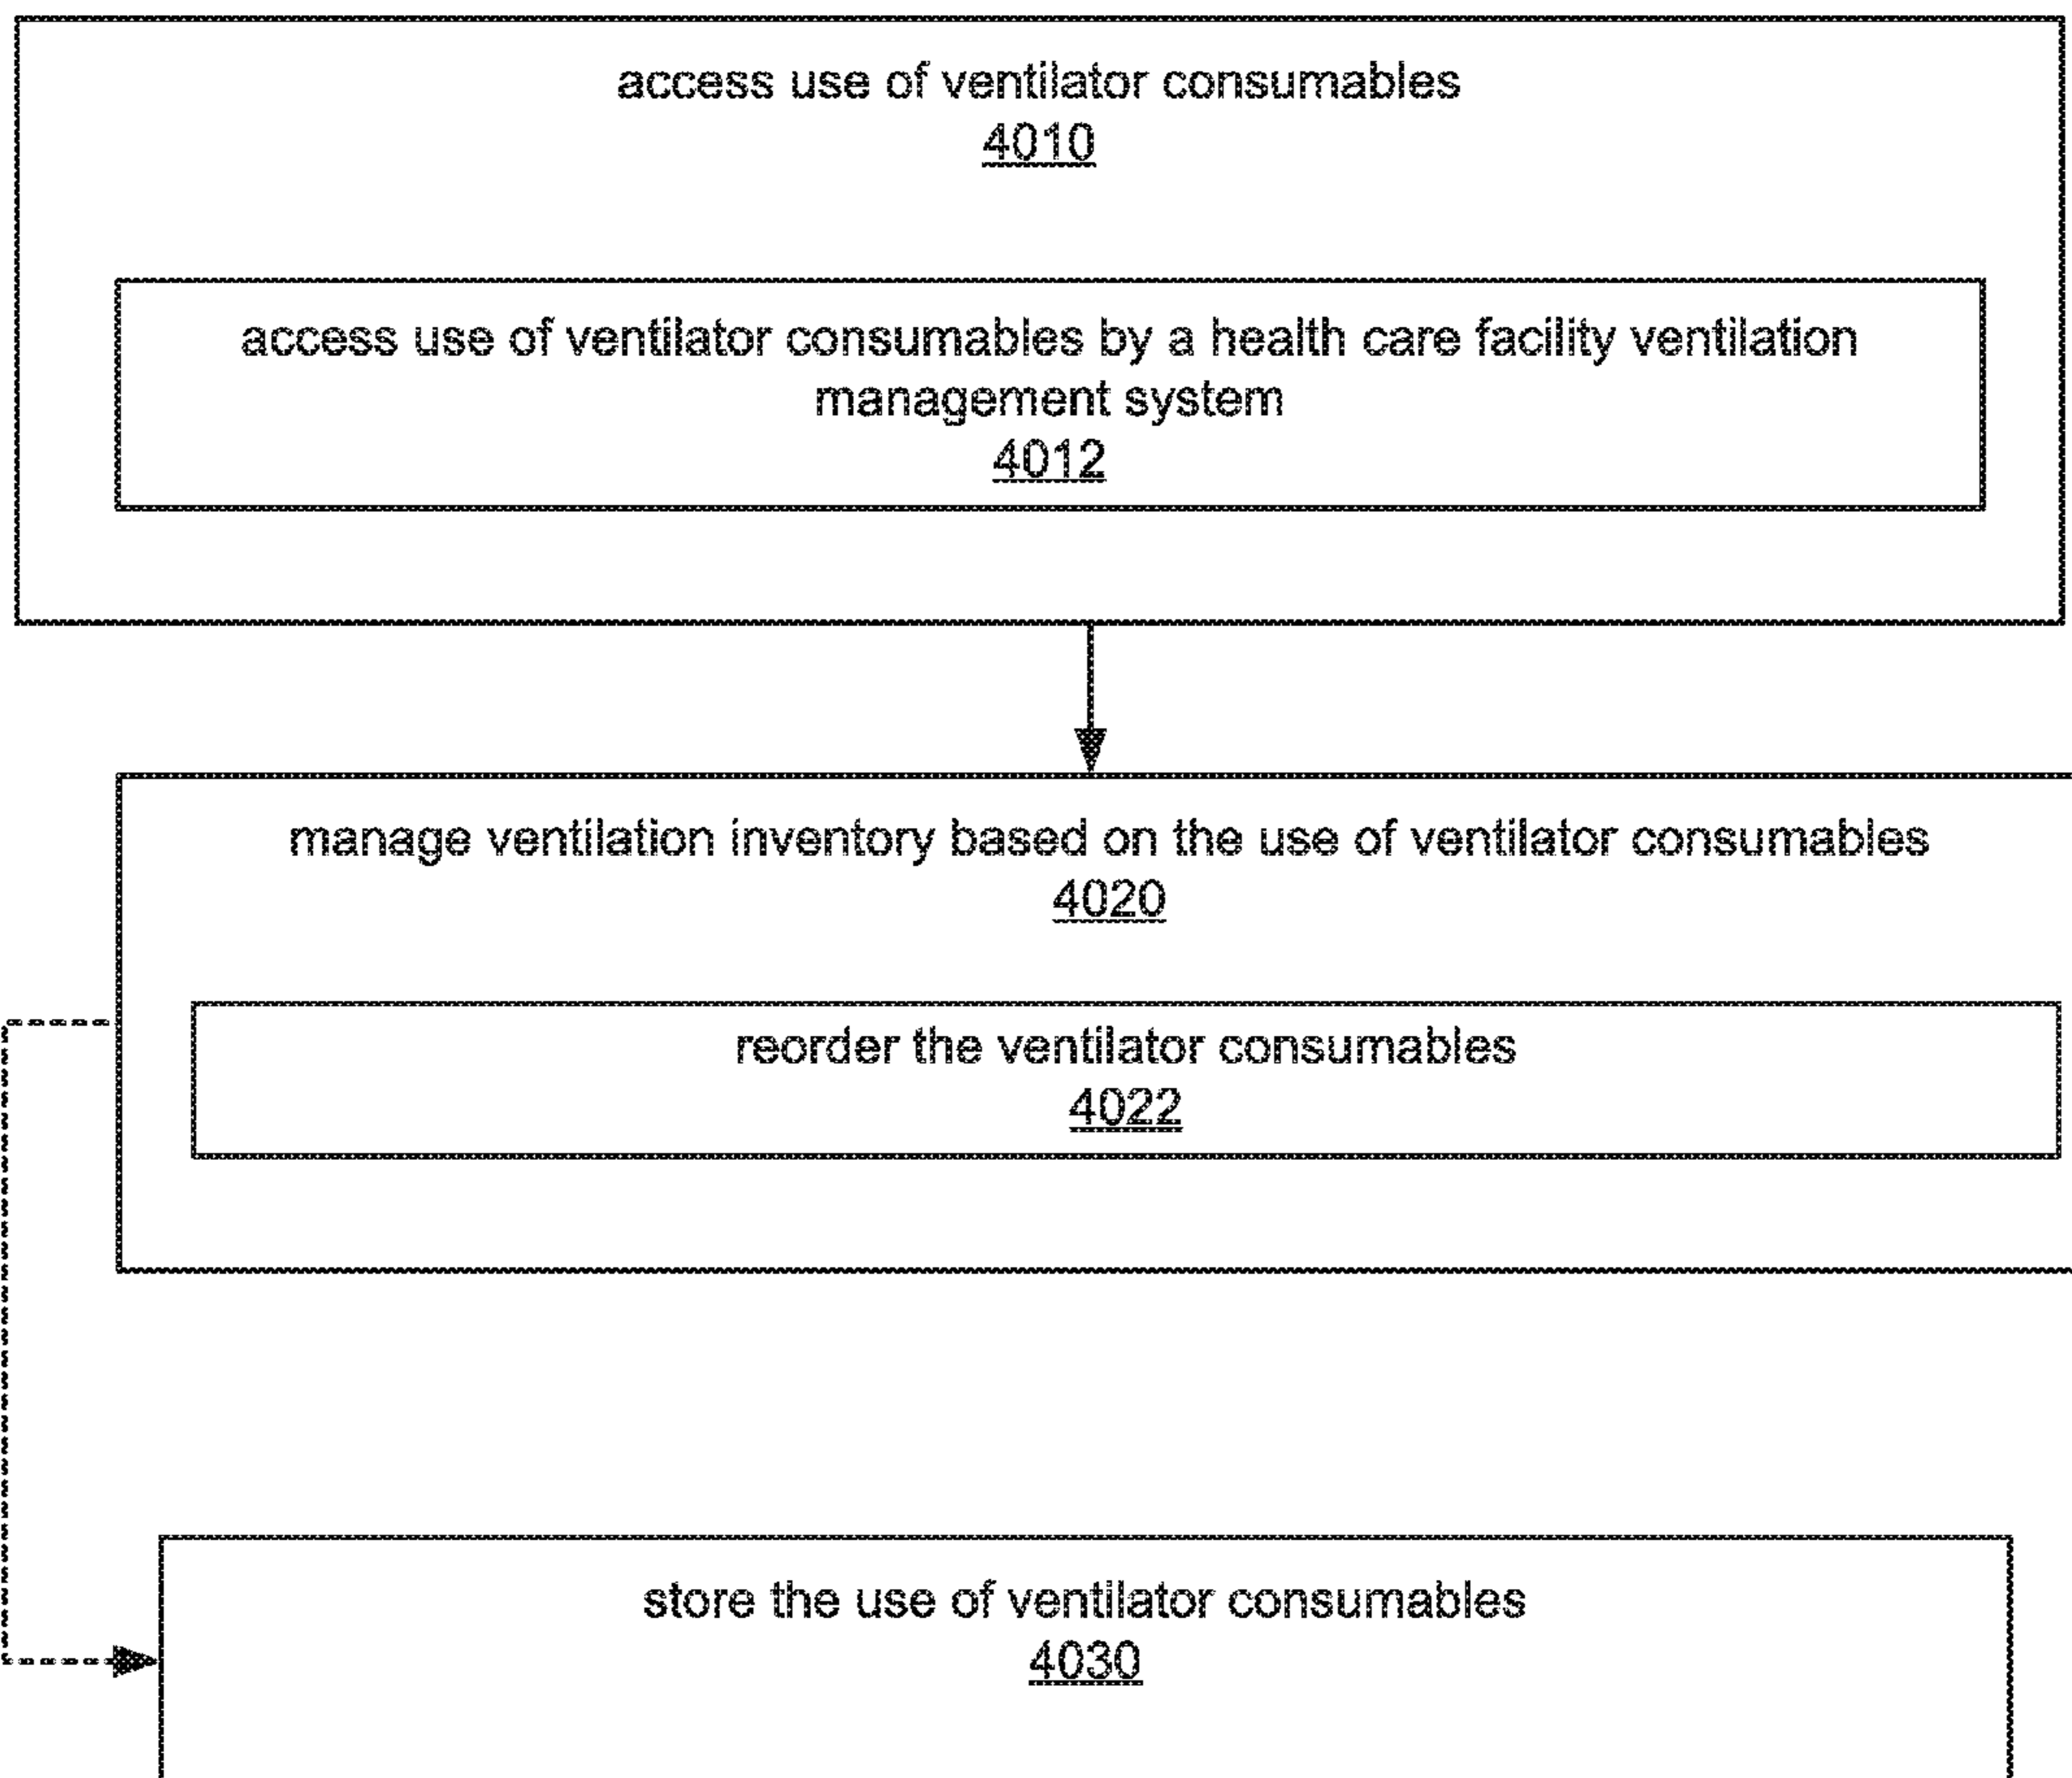 access use of ventilator consumables
4010
access use of ventilator consumables by a health care facility ventilation
management system
4012
manage ventilation inventory based on the use of ventilator consumables
4020
reorder the ventilator consumables
4022
store the use of ventilator consumables
4030